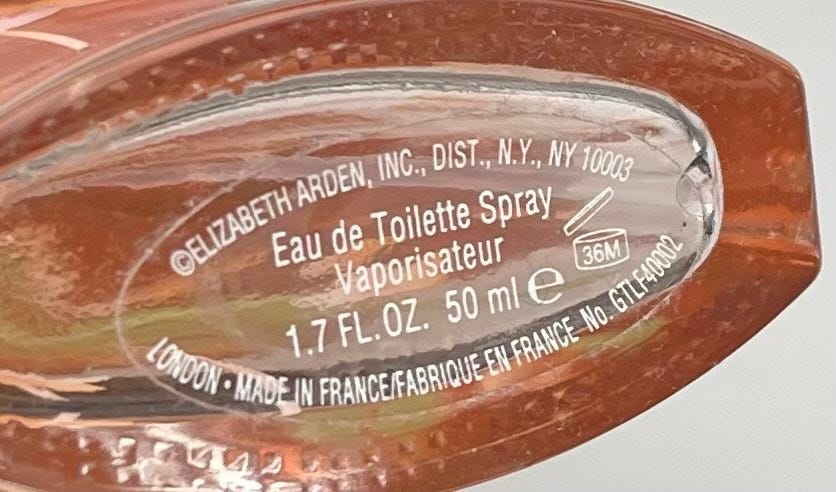 ©ELIZABETH ARDEN, INC., DIST., N.Y., NY 10003
Eau de Toilette Spray
Vaporisateur
36M
1.7 FL. OZ. 50 ml e
LONDON • MADE IN FRANCE/FABRIQUE EN FRANCE No. GTLF40002